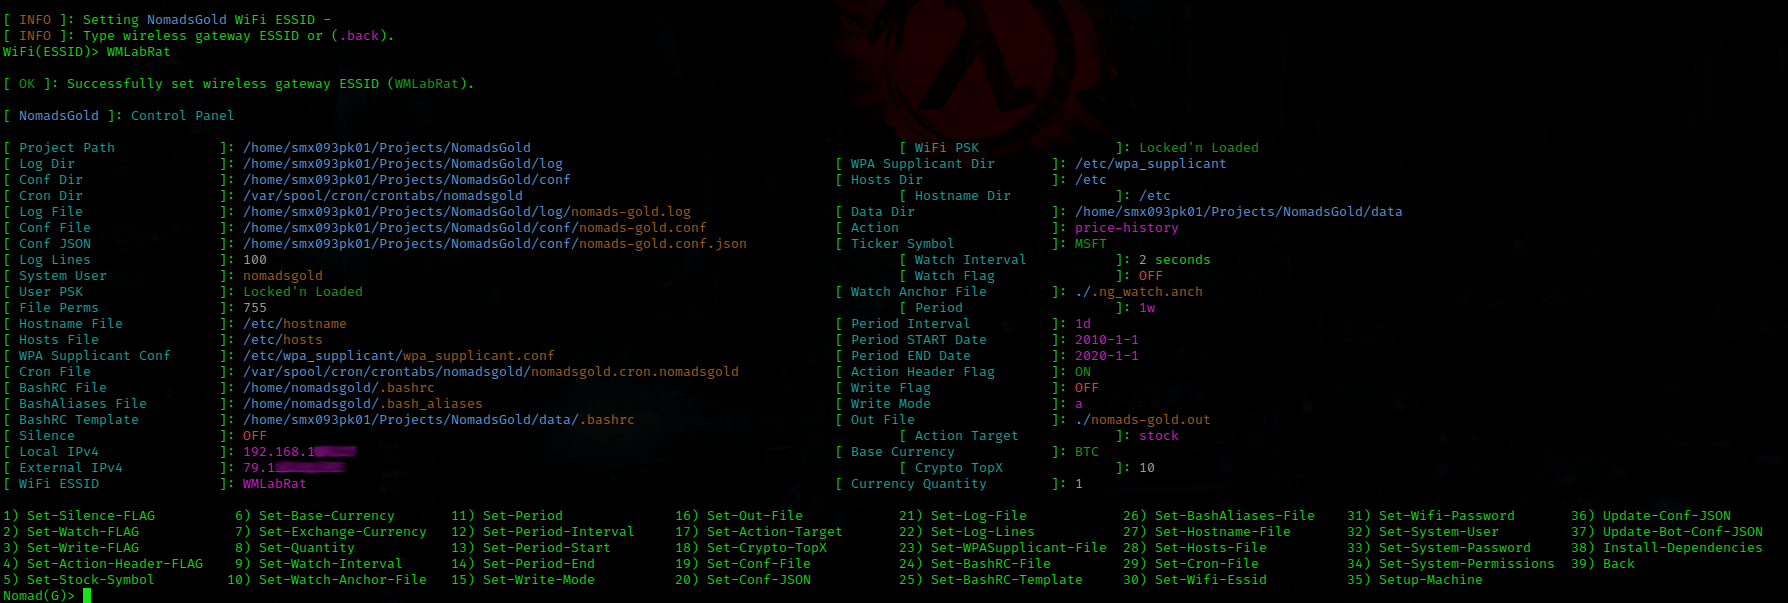 [ INFO ]: Setting NomadsGold WiFi ESSID -
[ INFO ]: Type wireless gateway ESSID or (.back).
WiFi(ESSID)> WMLabRat
[ OK ]: Successfully set wireless gateway ESSID (WMLabRat).
[ NomadsGold ]: Control Panel
[ Project Path ]: /home/smx093pk01/Projects/NomadsGold [ WiFi PSK ]: Locked'n Loaded
[ Log Dir ]: /home/smx093pk01/Projects/NomadsGold/log [ WPA Supplicant Dir ]: /etc/wpa_supplicant
[ Conf Dir ]: /home/smx093pk01/Projects/NomadsGold/conf [ Hosts Dir ]: /etc
[ Cron Dir ]: /var/spool/cron/crontabs/nomadsgold [ Hostname Dir ]: /etc
[ Log File ]: /home/smx093pk01/Projects/NomadsGold/log/nomads-gold.log [ Data Dir ]: /home/smx093pk01/Projects/NomadsGold/data
[ Conf File ]: /home/smx093pk01/Projects/NomadsGold/conf/nomads-gold.conf [ Action ]: price-history
[ Conf JSON ]: /home/smx093pk01/Projects/NomadsGold/conf/nomads-gold.conf.json [ Ticker Symbol ]: MSFT
[ Log Lines ]: 100 [ Watch Interval ]: 2 seconds
[ System User ]: nomadsgold [ Watch Flag ]: OFF
[ User PSK ]: Locked'n Loaded [ Watch Anchor File ]: ./.ng_watch.anch
[ File Perms ]: 755 [ Period ]: 1w
[ Hostname File ]: /etc/hostname [ Period Interval ]: 1d
[ Hosts File ]: /etc/hosts [ Period START Date ]: 2010-1-1
[ WPA Supplicant Conf ]: /etc/wpa_supplicant/wpa_supplicant.conf [ Period END Date ]: 2020-1-1
[ Cron File ]: /var/spool/cron/crontabs/nomadsgold/nomadsgold.cron.nomadsgold [ Action Header Flag ]: ON
[ BashRC File ]: /home/nomadsgold/.bashrc [ Write Flag ]: OFF
[ BashAliases File ]: /home/nomadsgold/.bash_aliases [ Write Mode ]: a
[ BashRC Template ]: /home/smx093pk01/Projects/NomadsGold/data/.bashrc [ Out File ]: ./nomads-gold.out
[ Silence ]: OFF [ Action Target ]: stock
[ Local IPv4 ]: 192.168.1 [ Base Currency ]: BTC
[ External IPv4 ]: 79.1 [ Crypto TopX ]: 10
[ WiFi ESSID ]: WMLabRat [ Currency Quantity ]: 1
1) Set-Silence-FLAG 6) Set-Base-Currency 11) Set-Period 16) Set-Out-File 21) Set-Log-File 26) Set-BashAliases-File 31) Set-Wifi-Password 36) Update-Conf-JSON
2) Set-Watch-FLAG 7) Set-Exchange-Currency 12) Set-Period-Interval 17) Set-Action-Target 22) Set-Log-Lines 27) Set-Hostname-File 32) Set-System-User 37) Update-Bot-Conf-JSON
3) Set-Write-FLAG 8) Set-Quantity 13) Set-Period-Start 18) Set-Crypto-TopX 23) Set-WPASupplicant-File 28) Set-Hosts-File 33) Set-System-Password 38) Install-Dependencies
4) Set-Action-Header-FLAG 9) Set-Watch-Interval 14) Set-Period-End 19) Set-Conf-File 24) Set-BashRC-File 29) Set-Cron-File 34) Set-System-Permissions 39) Back
5) Set-Stock-Symbol 10) Set-Watch-Anchor-File 15) Set-Write-Mode 20) Set-Conf-JSON 25) Set-BashRC-Template 30) Set-Wifi-Essid 35) Setup-Machine
Nomad(G)>